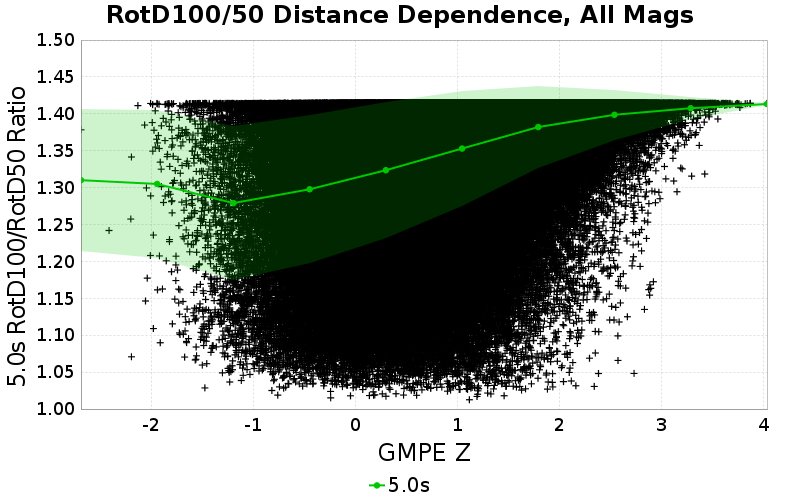 RotD100/50 Distance Dependence, All Mags
5.0s RotD100/RotD50 Ratio
1.50
1.45
1.40
1.35
1.30
1.25
1.20
1.15
1.10
1.05
1.00
-2 -1 0 1 2 3 4
GMPE Z
5.0s